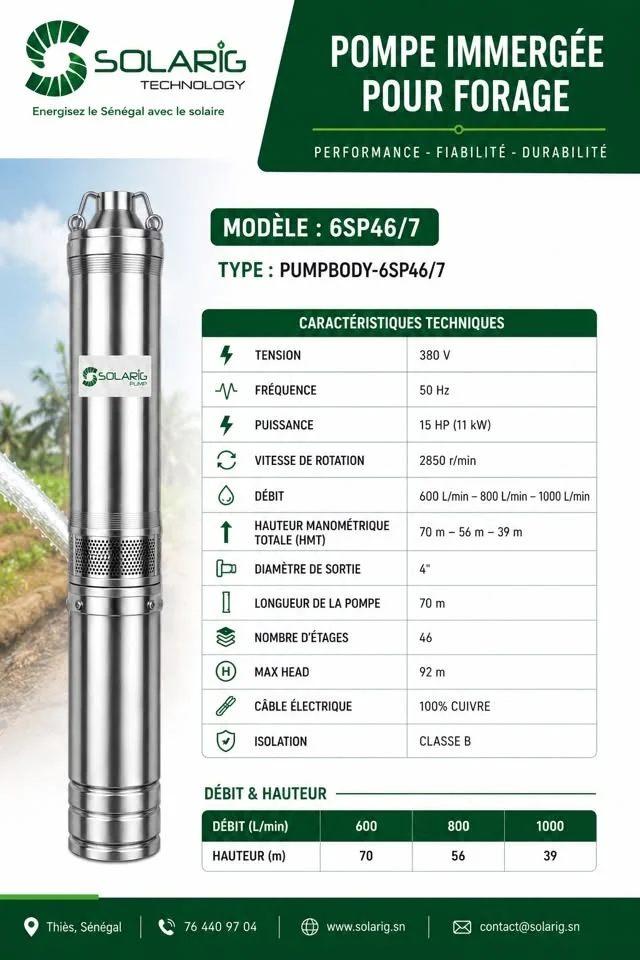 SOLARIG
TECHNOLOGY
Energisez le Sénégal avec le solaire
POMPE IMMERGÉE
POUR FORAGE
PERFORMANCE - FIABILITÉ - DURABILITÉ
MODÈLE : 6SP46/7
TYPE : PUMPBODY-6SP46/7
SOLARIG
PUMP
CARACTÉRISTIQUES TECHNIQUES
TENSION 380 V
FRÉQUENCE 50 Hz
PUISSANCE 15 HP (11 kW)
VITESSE DE ROTATION 2850 r/min
DÉBIT 600 L/min – 800 L/min – 1000 L/min
HAUTEUR MANOMÉTRIQUE
TOTALE (HMT) 70 m – 56 m – 39 m
DIAMÈTRE DE SORTIE 4"
LONGUEUR DE LA POMPE 70 m
NOMBRE D'ÉTAGES 46
H MAX HEAD 92 m
CÂBLE ÉLECTRIQUE 100% CUIVRE
ISOLATION CLASSE B
DÉBIT & HAUTEUR
DÉBIT (L/min) 600 800 1000
HAUTEUR (m) 70 56 39
Thiès, Sénégal
76 440 97 04
www.solarig.sn
contact@solarig.sn